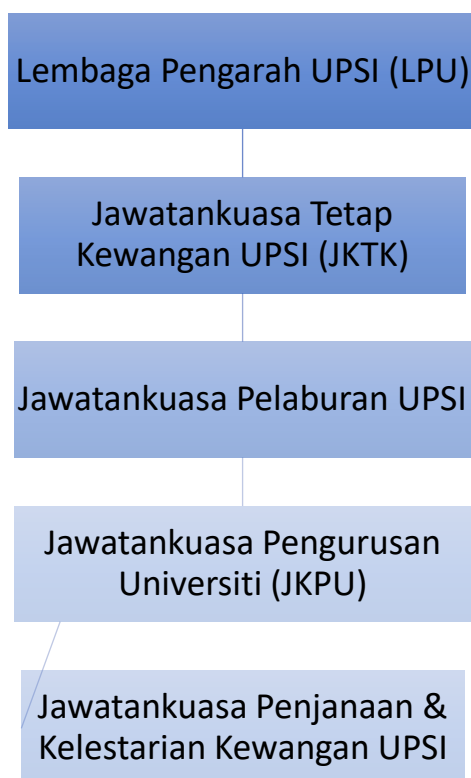 Lembaga Pengarah UPSI (LPU)
Jawatankuasa Tetap
Kewangan UPSI (JKTK)
Jawatankuasa Pelaburan UPSI
Jawatankuasa Pengurusan
Universiti (JKPU)
Jawatankuasa Penjanaan &
Kelestarian Kewangan UPSI